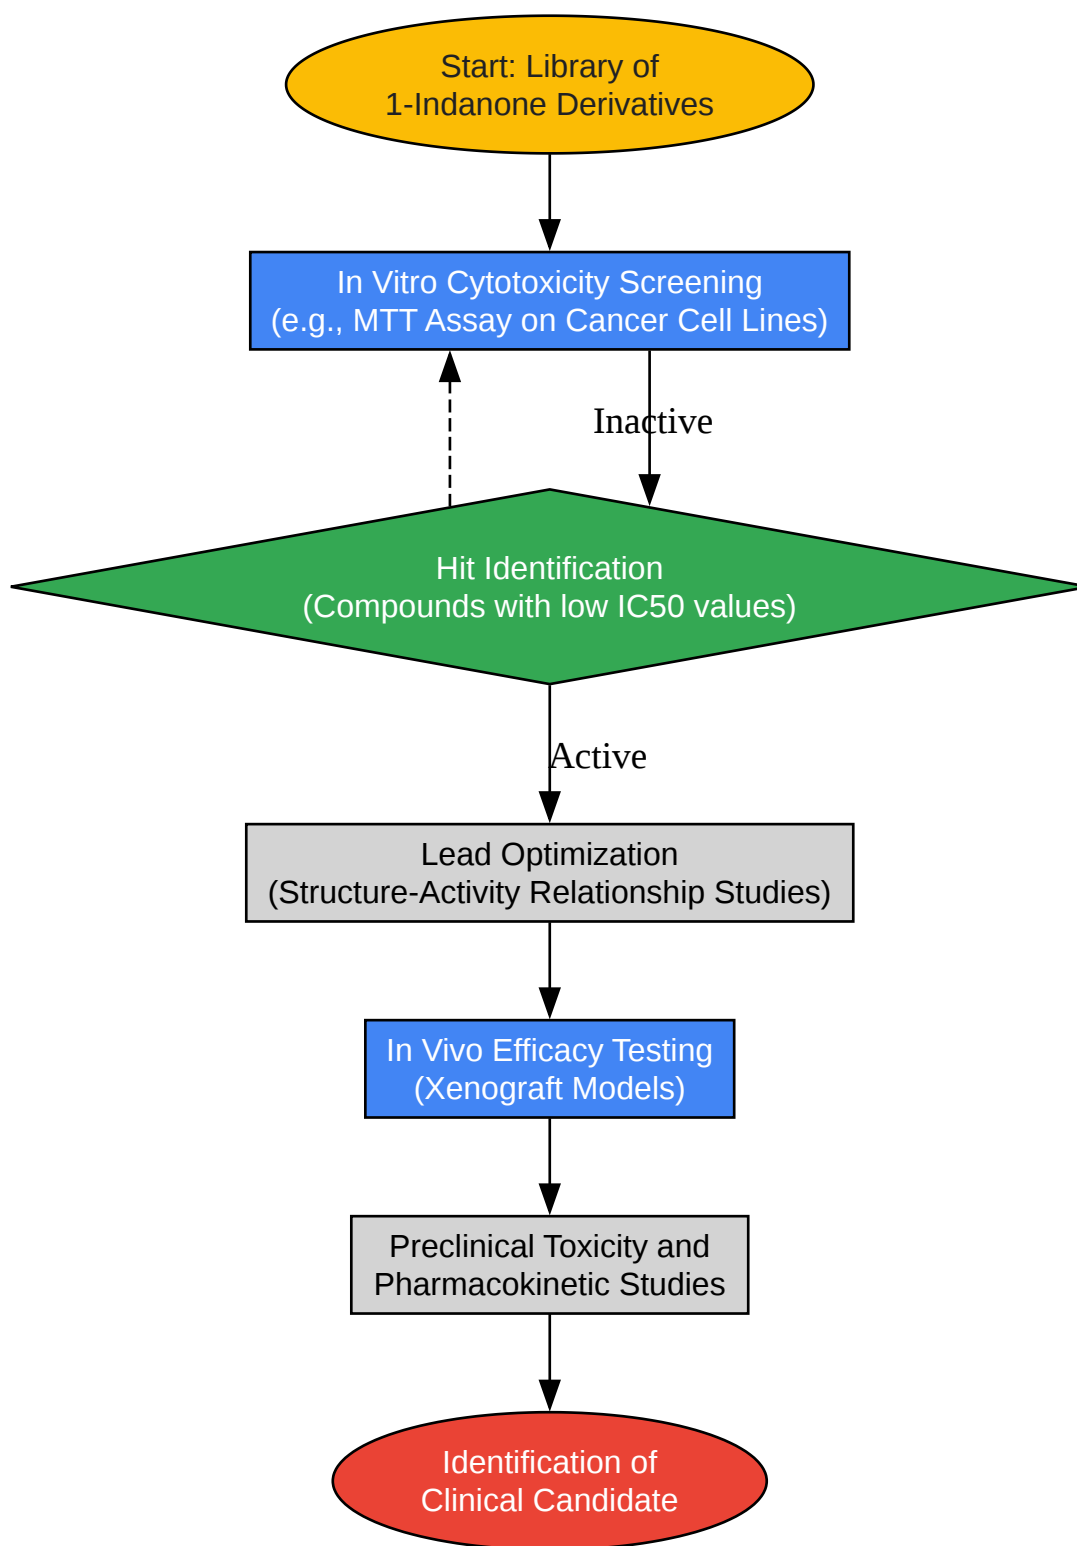 Start: Library of
1-Indanone Derivatives
In Vitro Cytotoxicity Screening
(e.g., MTT Assay on Cancer Cell Lines)
Inactive
Hit Identification
(Compounds with low IC50 values)
Active
Lead Optimization
(Structure-Activity Relationship Studies)
In Vivo Efficacy Testing
(Xenograft Models)
Preclinical Toxicity and
Pharmacokinetic Studies
Identification of
Clinical Candidate